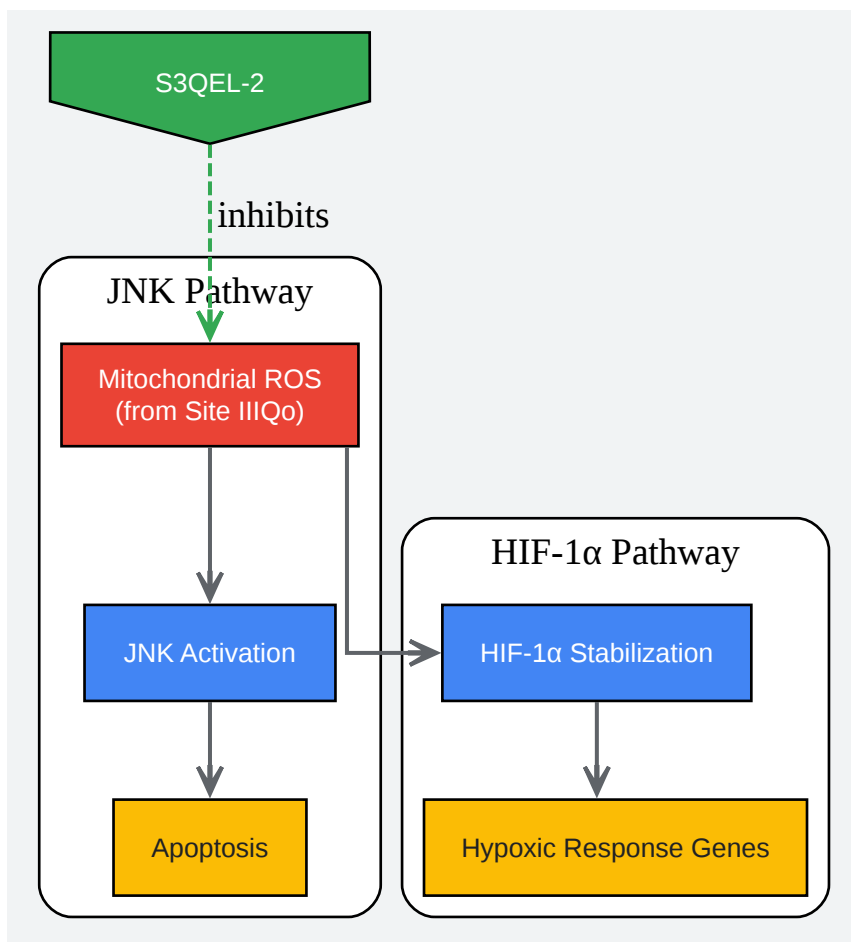 S3QEL-2
inhibits
JNK Pathway
Mitochondrial ROS
(from Site IIIQo)
HIF-1α Pathway
JNK Activation
HIF-1α Stabilization
Apoptosis
Hypoxic Response Genes